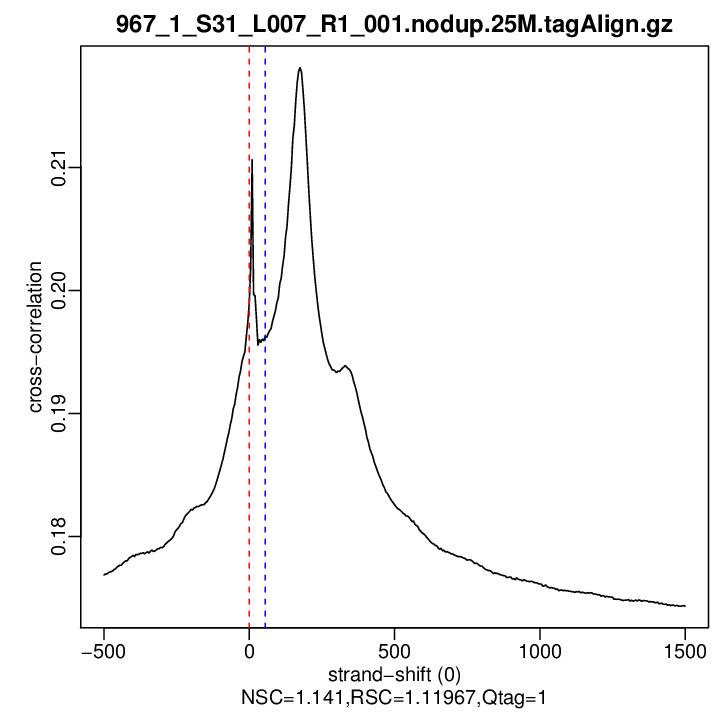 967_1_S31_L007_R1_001.nodup.25M.tagAlign.gz
cross−correlation
0.21
0.20
0.19
0.18
−500 0 500 1000 1500
strand−shift (0)
NSC=1.141,RSC=1.11967,Qtag=1